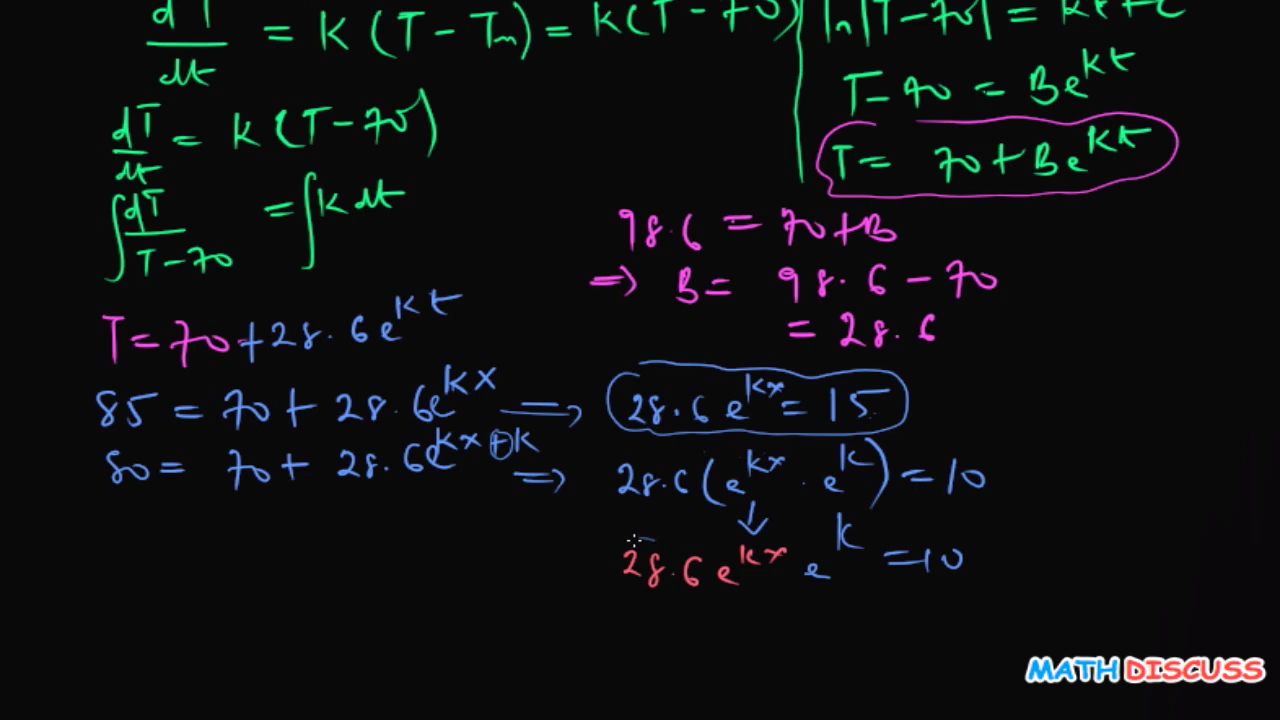 dT/dt = K(T-Tm) = K(T-70)
dT/dt = K(T-70)
∫dT/T-70 = ∫K dt
ln|T-70| = Kt+C
T-70 = Be^kt
T = 70+Be^kt
98.6 = 70+B
=> B = 98.6-70
= 28.6
T = 70+28.6e^kt
85 = 70+28.6e^kx => 28.6e^kx = 15
80 = 70+28.6e^kx+k => 28.6(e^kx · e^k) = 10
28.6e^kx e^k = 10
MATH DISCUSS